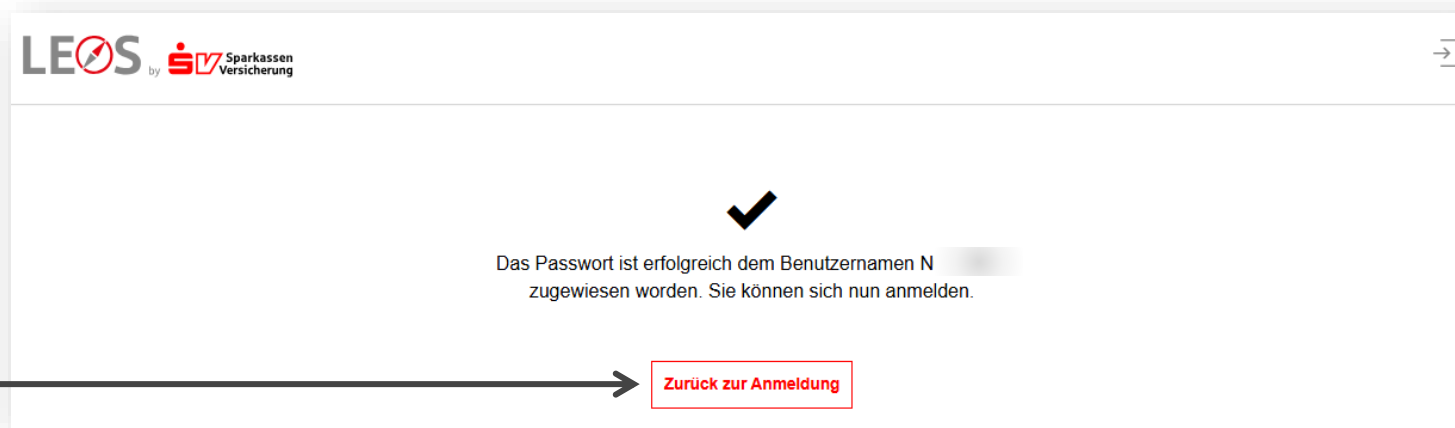 LEOS by SV Sparkassen
Versicherung
Das Passwort ist erfolgreich dem Benutzernamen N
zugewiesen worden. Sie können sich nun anmelden.
Zurück zur Anmeldung